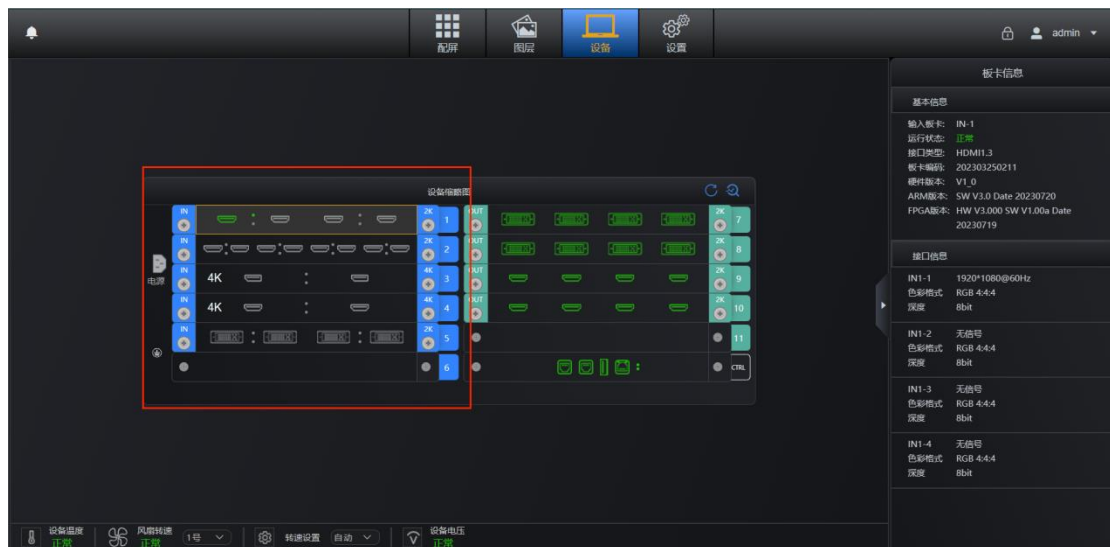 配屏 图层 设备 设置
admin
设备缩略图
电源
IN 2K 1
IN 2K 2
IN 4K 4K 3
IN 4K 4K 4
IN 2K 5
6
OUT 2K 7
OUT 2K 8
OUT 2K 9
OUT 2K 10
11
CTRL
板卡信息
基本信息
输入板卡: IN-1
运行状态: 正常
接口类型: HDMI1.3
板卡编码: 202303250211
硬件版本: V1_0
ARM版本: SW V3.0 Date 20230720
FPGA版本: HW V3.000 SW V1.00a Date
20230719
接口信息
IN1-1 1920*1080@60Hz
色彩格式 RGB 4:4:4
深度 8bit
IN1-2 无信号
色彩格式 RGB 4:4:4
深度 8bit
IN1-3 无信号
色彩格式 RGB 4:4:4
深度 8bit
IN1-4 无信号
色彩格式 RGB 4:4:4
深度 8bit
设备温度
正常
风扇转速
正常
1号
转速设置 自动
设备电压
正常